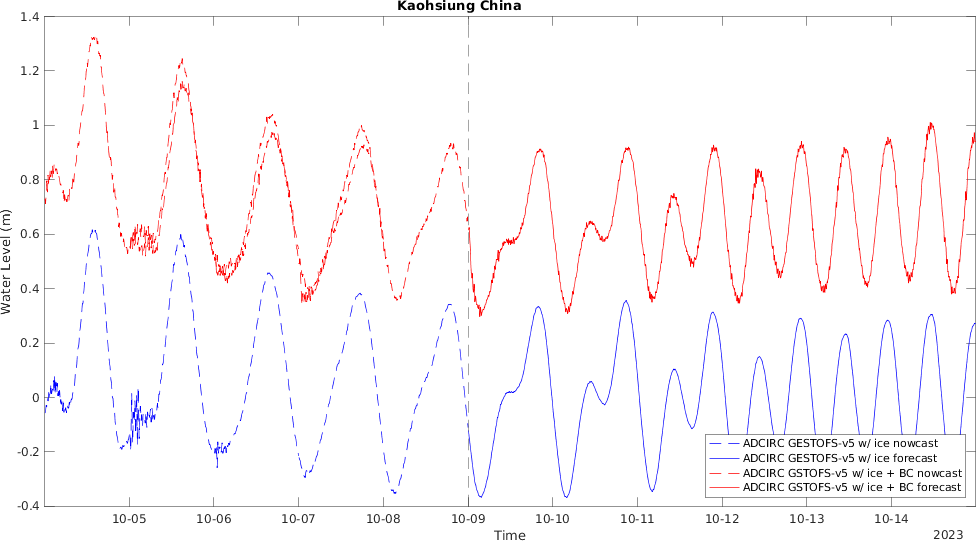 Kaohsiung China
1.4
1.2
1
0.8
0.6
0.4
0.2
0
-0.2
-0.4
Water Level (m)
ADCIRC GESTOFS-v5 w/ ice nowcast
ADCIRC GESTOFS-v5 w/ ice forecast
ADCIRC GSTOFS-v5 w/ ice + BC nowcast
ADCIRC GSTOFS-v5 w/ ice + BC forecast
10-05 10-06 10-07 10-08 10-09 10-10 10-11 10-12 10-13 10-14
Time
2023